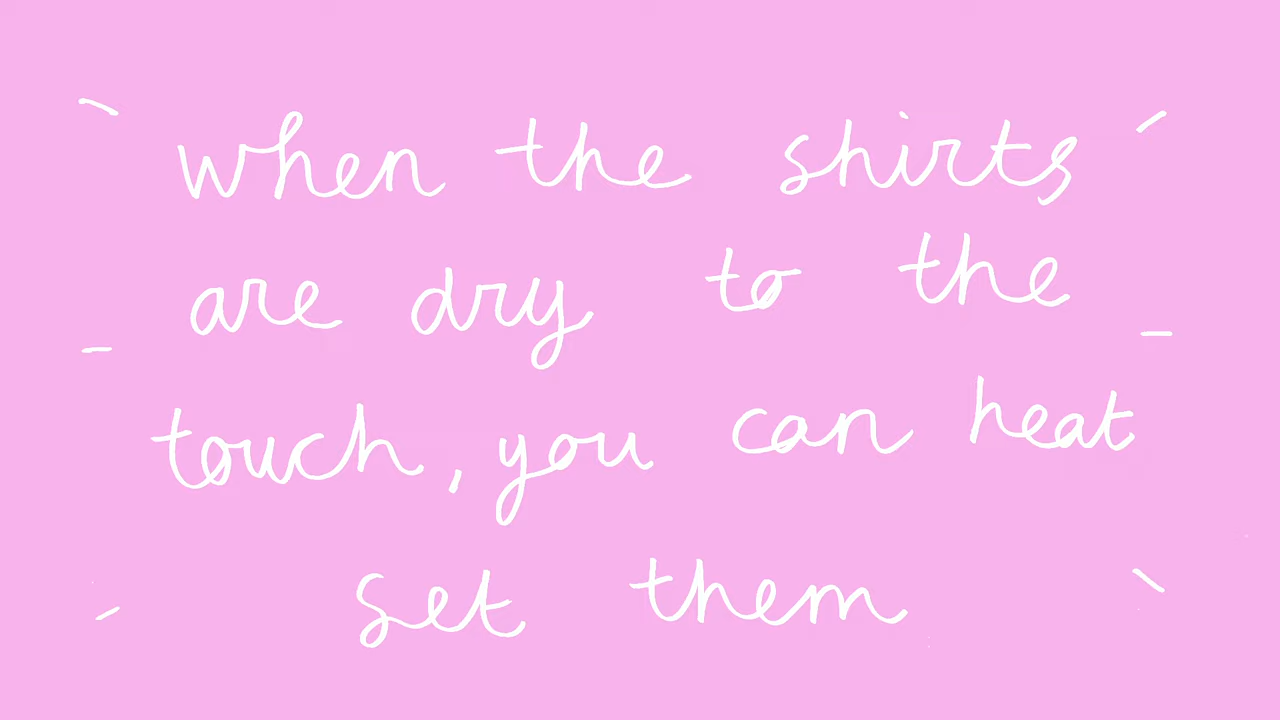 when the shirts
are dry to the
touch, you can heat
set them